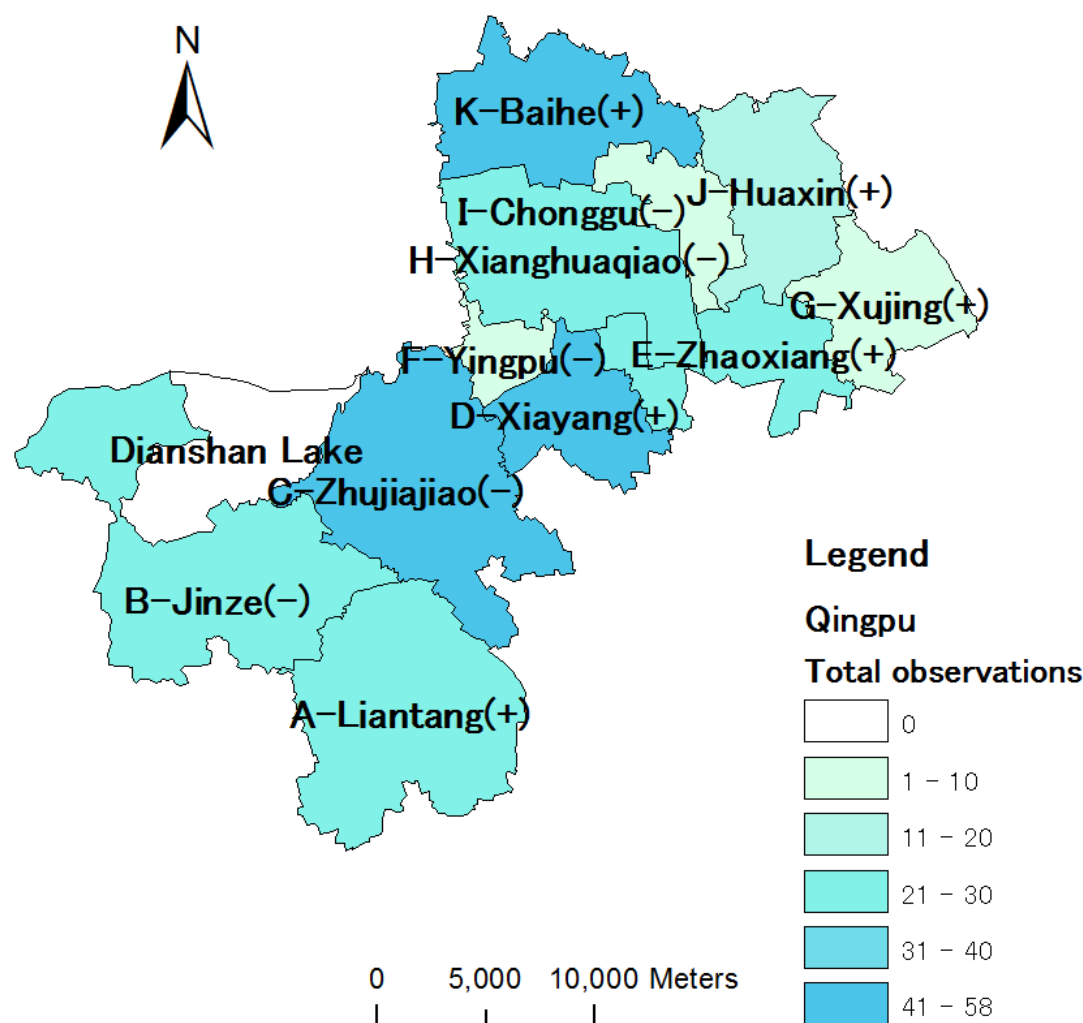 N
K-Baihe(+)
J-Huaxin(+)
I-Chonggu(-)
H-Xianghuaqiao(-)
G-Xujing(+)
F-Yingpu(-)
E-Zhaoxiang(+)
D-Xiayang(+)
Dianshan Lake
C-Zhujiajiao(-)
B-Jinze(-)
A-Liantang(+)
Legend
Qingpu
Total observations
0
1 - 10
11 - 20
21 - 30
31 - 40
41 - 58
0 5,000 10,000 Meters